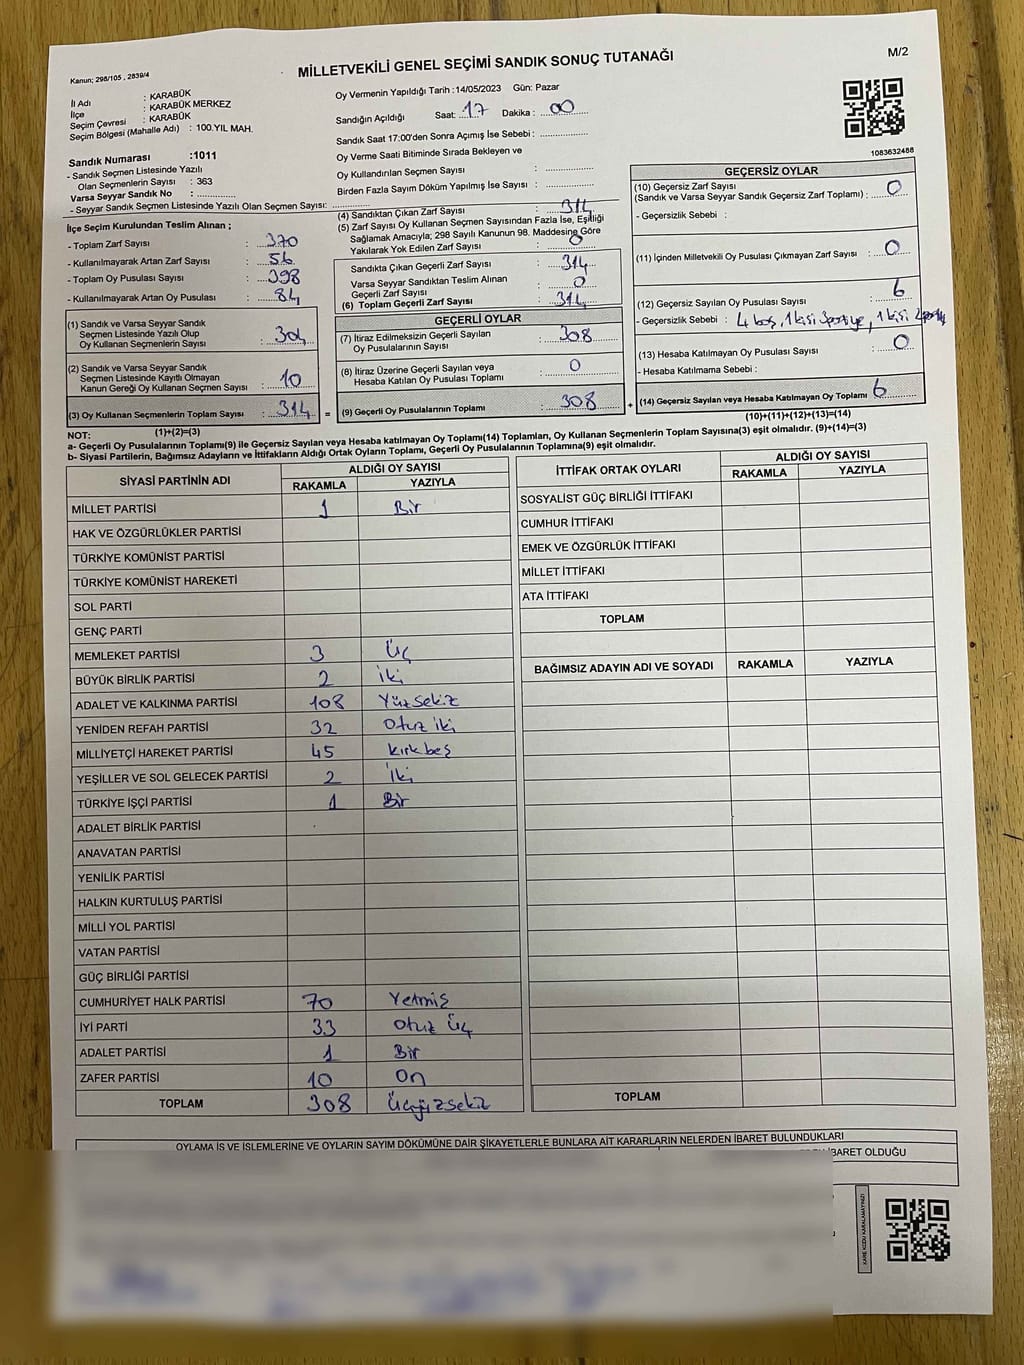 Kanun; 298/105 , 2839/4
MİLLETVEKİLİ GENEL SEÇİMİ SANDIK SONUÇ TUTANAĞI
M/2
İl Adı : KARABÜK
İlçe : KARABÜK MERKEZ
Seçim Çevresi : KARABÜK
Seçim Bölgesi (Mahalle Adı) : 100.YIL MAH.
Sandık Numarası :1011
- Sandık Seçmen Listesinde Yazılı
Olan Seçmenlerin Sayısı : 363
Varsa Seyyar Sandık No : ............
- Seyyar Sandık Seçmen Listesinde Yazılı Olan Seçmen Sayısı: ............
Oy Vermenin Yapıldığı Tarih :14/05/2023 Gün: Pazar
Sandığın Açıldığı Saat: 17 Dakika : 00
Sandık Saat 17:00'den Sonra Açımış İse Sebebi : ............
Oy Verme Saati Bitiminde Sırada Bekleyen ve
Oy Kullandırılan Seçmen Sayısı : ............
Birden Fazla Sayım Döküm Yapılmış İse Sayısı : ............
1083632488
İlçe Seçim Kurulundan Teslim Alınan ;
- Toplam Zarf Sayısı : 370
- Kullanılmayarak Artan Zarf Sayısı : 56
- Toplam Oy Pusulası Sayısı : 398
- Kullanılmayarak Artan Oy Pusulası : 84
(1) Sandık ve Varsa Seyyar Sandık
Seçmen Listesinde Yazılı Olup
Oy Kullanan Seçmenlerin Sayısı : 304
(2) Sandık ve Varsa Seyyar Sandık
Seçmen Listesinde Kayıtlı Olmayan
Kanun Gereği Oy Kullanan Seçmen Sayısı : 10
(3) Oy Kullanan Seçmenlerin Toplam Sayısı : 314 =
(1)+(2)=(3)
(4) Sandıktan Çıkan Zarf Sayısı : 314
(5) Zarf Sayısı Oy Kullanan Seçmen Sayısından Fazla İse, Eşitliği
Sağlamak Amacıyla; 298 Sayılı Kanunun 98. Maddesine Göre
Yakılarak Yok Edilen Zarf Sayısı : 0
Sandıkta Çıkan Geçerli Zarf Sayısı : 314
Varsa Seyyar Sandıktan Teslim Alınan
Geçerli Zarf Sayısı : 0
(6) Toplam Geçerli Zarf Sayısı : 314
GEÇERLİ OYLAR
(7) İtiraz Edilmeksizin Geçerli Sayılan
Oy Pusulalarının Sayısı : 308
(8) İtiraz Üzerine Geçerli Sayılan veya
Hesaba Katılan Oy Pusulası Toplamı : 0
(9) Geçerli Oy Pusulalarının Toplamı : 308 +
GEÇERSİZ OYLAR
(10) Geçersiz Zarf Sayısı
(Sandık ve Varsa Seyyar Sandık Geçersiz Zarf Toplamı) : 0
- Geçersizlik Sebebi :
(11) İçinden Milletvekili Oy Pusulası Çıkmayan Zarf Sayısı : 0
(12) Geçersiz Sayılan Oy Pusulası Sayısı : 6
- Geçersizlik Sebebi : 4 boş, 1 kişi 3partiye, 1 kişi
(13) Hesaba Katılmayan Oy Pusulası Sayısı : 0
- Hesaba Katılmama Sebebi :
(14) Geçersiz Sayılan veya Hesaba Katılmayan Oy Toplamı : 6
(10)+(11)+(12)+(13)=(14)
NOT:
a- Geçerli Oy Pusulalarının Toplamı(9) ile Geçersiz Sayılan veya Hesaba katılmayan Oy Toplamı(14) Toplamları, Oy Kullanan Seçmenlerin Toplam Sayısına(3) eşit olmalıdır. (9)+(14)=(3)
b- Siyasi Partilerin, Bağımsız Adayların ve İttifakların Aldığı Ortak Oyların Toplamı, Geçerli Oy Pusulalarının Toplamına(9) eşit olmalıdır.
SİYASİ PARTİNİN ADI ALDIĞI OY SAYISI
RAKAMLA YAZIYLA
MİLLET PARTİSİ 1 Bir
HAK VE ÖZGÜRLÜKLER PARTİSİ
TÜRKİYE KOMÜNİST PARTİSİ
TÜRKİYE KOMÜNİST HAREKETİ
SOL PARTİ
GENÇ PARTİ
MEMLEKET PARTİSİ 3 Üç
BÜYÜK BİRLİK PARTİSİ 2 İki
ADALET VE KALKINMA PARTİSİ 108 Yüzsekiz
YENİDEN REFAH PARTİSİ 32 Otuz iki
MİLLİYETÇİ HAREKET PARTİSİ 45 Kırk beş
YEŞİLLER VE SOL GELECEK PARTİSİ 2 İki
TÜRKİYE İŞÇİ PARTİSİ 1 Bir
ADALET BİRLİK PARTİSİ
ANAVATAN PARTİSİ
YENİLİK PARTİSİ
HALKIN KURTULUŞ PARTİSİ
MİLLİ YOL PARTİSİ
VATAN PARTİSİ
GÜÇ BİRLİĞİ PARTİSİ
CUMHURİYET HALK PARTİSİ 70 Yetmiş
İYİ PARTİ 33 Otuz Üç
ADALET PARTİSİ 1 Bir
ZAFER PARTİSİ 10 On
TOPLAM 308 Üçyüzsekiz
İTTİFAK ORTAK OYLARI ALDIĞI OY SAYISI
RAKAMLA YAZIYLA
SOSYALİST GÜÇ BİRLİĞİ İTTİFAKI
CUMHUR İTTİFAKI
EMEK VE ÖZGÜRLÜK İTTİFAKI
MİLLET İTTİFAKI
ATA İTTİFAKI
TOPLAM
BAĞIMSIZ ADAYIN ADI VE SOYADI RAKAMLA YAZIYLA
TOPLAM
OYLAMA İŞ VE İŞLEMLERİNE VE OYLARIN SAYIM DÖKÜMÜNE DAİR ŞİKAYETLERLE BUNLARA AİT KARARLARIN NELERDEN İBARET BULUNDUKLARI
İBARET OLDUĞU
KARE KODU KARALAMAYINIZ!